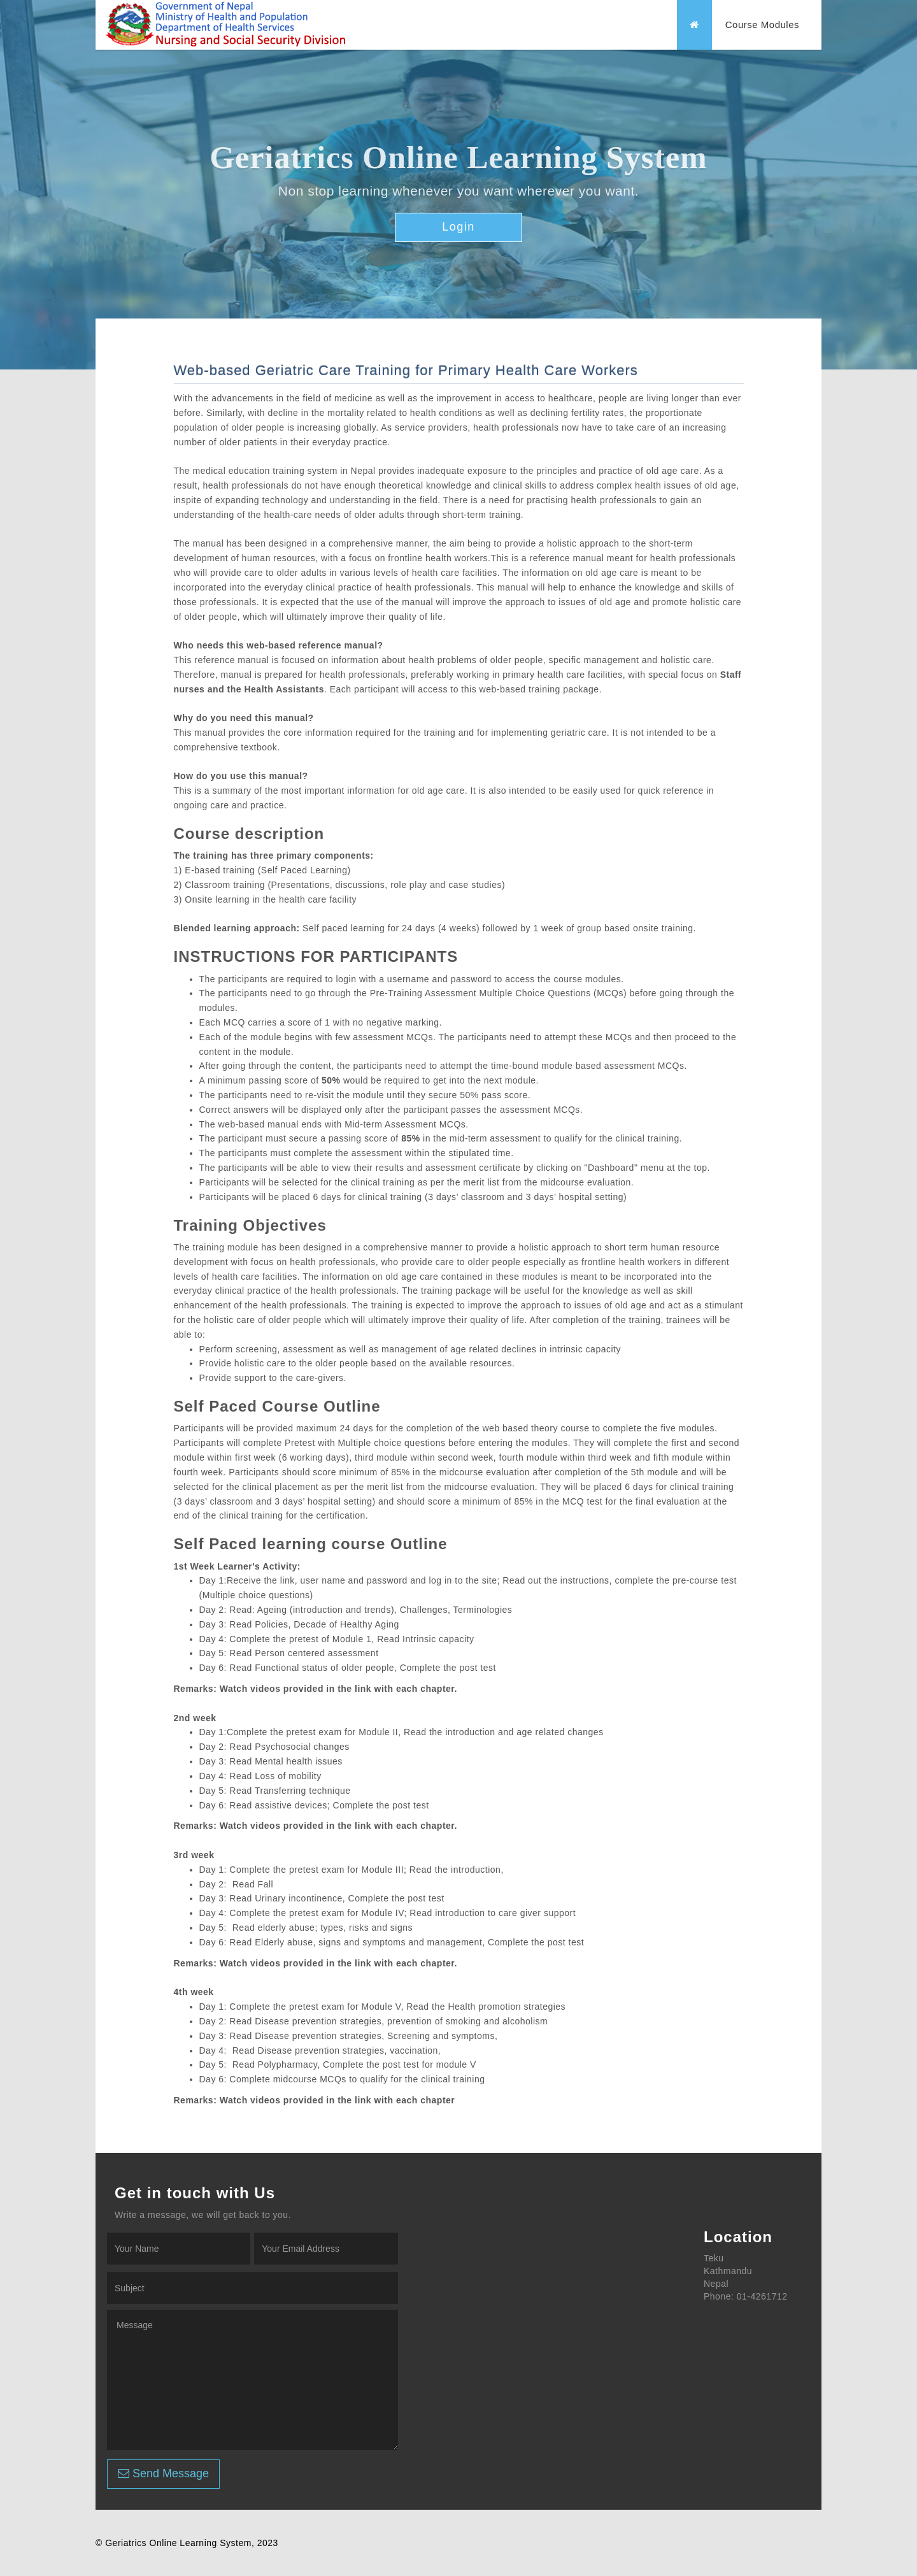 Government of Nepal
Ministry of Health and Population
Department of Health Services
Nursing and Social Security Division
Course Modules
Geriatrics Online Learning System
Non stop learning whenever you want wherever you want.
Login
Web-based Geriatric Care Training for Primary Health Care Workers
With the advancements in the field of medicine as well as the improvement in access to healthcare, people are living longer than ever
before. Similarly, with decline in the mortality related to health conditions as well as declining fertility rates, the proportionate
population of older people is increasing globally. As service providers, health professionals now have to take care of an increasing
number of older patients in their everyday practice.
The medical education training system in Nepal provides inadequate exposure to the principles and practice of old age care. As a
result, health professionals do not have enough theoretical knowledge and clinical skills to address complex health issues of old age,
inspite of expanding technology and understanding in the field. There is a need for practising health professionals to gain an
understanding of the health-care needs of older adults through short-term training.
The manual has been designed in a comprehensive manner, the aim being to provide a holistic approach to the short-term
development of human resources, with a focus on frontline health workers.This is a reference manual meant for health professionals
who will provide care to older adults in various levels of health care facilities. The information on old age care is meant to be
incorporated into the everyday clinical practice of health professionals. This manual will help to enhance the knowledge and skills of
those professionals. It is expected that the use of the manual will improve the approach to issues of old age and promote holistic care
of older people, which will ultimately improve their quality of life.
Who needs this web-based reference manual?
This reference manual is focused on information about health problems of older people, specific management and holistic care.
Therefore, manual is prepared for health professionals, preferably working in primary health care facilities, with special focus on Staff
nurses and the Health Assistants. Each participant will access to this web-based training package.
Why do you need this manual?
This manual provides the core information required for the training and for implementing geriatric care. It is not intended to be a
comprehensive textbook.
How do you use this manual?
This is a summary of the most important information for old age care. It is also intended to be easily used for quick reference in
ongoing care and practice.
Course description
The training has three primary components:
1) E-based training (Self Paced Learning)
2) Classroom training (Presentations, discussions, role play and case studies)
3) Onsite learning in the health care facility
Blended learning approach: Self paced learning for 24 days (4 weeks) followed by 1 week of group based onsite training.
INSTRUCTIONS FOR PARTICIPANTS
• The participants are required to login with a username and password to access the course modules.
• The participants need to go through the Pre-Training Assessment Multiple Choice Questions (MCQs) before going through the
modules.
• Each MCQ carries a score of 1 with no negative marking.
• Each of the module begins with few assessment MCQs. The participants need to attempt these MCQs and then proceed to the
content in the module.
• After going through the content, the participants need to attempt the time-bound module based assessment MCQs.
• A minimum passing score of 50% would be required to get into the next module.
• The participants need to re-visit the module until they secure 50% pass score.
• Correct answers will be displayed only after the participant passes the assessment MCQs.
• The web-based manual ends with Mid-term Assessment MCQs.
• The participant must secure a passing score of 85% in the mid-term assessment to qualify for the clinical training.
• The participants must complete the assessment within the stipulated time.
• The participants will be able to view their results and assessment certificate by clicking on "Dashboard" menu at the top.
• Participants will be selected for the clinical training as per the merit list from the midcourse evaluation.
• Participants will be placed 6 days for clinical training (3 days' classroom and 3 days' hospital setting)
Training Objectives
The training module has been designed in a comprehensive manner to provide a holistic approach to short term human resource
development with focus on health professionals, who provide care to older people especially as frontline health workers in different
levels of health care facilities. The information on old age care contained in these modules is meant to be incorporated into the
everyday clinical practice of the health professionals. The training package will be useful for the knowledge as well as skill
enhancement of the health professionals. The training is expected to improve the approach to issues of old age and act as a stimulant
for the holistic care of older people which will ultimately improve their quality of life. After completion of the training, trainees will be
able to:
• Perform screening, assessment as well as management of age related declines in intrinsic capacity
• Provide holistic care to the older people based on the available resources.
• Provide support to the care-givers.
Self Paced Course Outline
Participants will be provided maximum 24 days for the completion of the web based theory course to complete the five modules.
Participants will complete Pretest with Multiple choice questions before entering the modules. They will complete the first and second
module within first week (6 working days), third module within second week, fourth module within third week and fifth module within
fourth week. Participants should score minimum of 85% in the midcourse evaluation after completion of the 5th module and will be
selected for the clinical placement as per the merit list from the midcourse evaluation. They will be placed 6 days for clinical training
(3 days' classroom and 3 days' hospital setting) and should score a minimum of 85% in the MCQ test for the final evaluation at the
end of the clinical training for the certification.
Self Paced learning course Outline
1st Week Learner's Activity:
• Day 1:Receive the link, user name and password and log in to the site; Read out the instructions, complete the pre-course test
(Multiple choice questions)
• Day 2: Read: Ageing (introduction and trends), Challenges, Terminologies
• Day 3: Read Policies, Decade of Healthy Aging
• Day 4: Complete the pretest of Module 1, Read Intrinsic capacity
• Day 5: Read Person centered assessment
• Day 6: Read Functional status of older people, Complete the post test
Remarks: Watch videos provided in the link with each chapter.
2nd week
• Day 1:Complete the pretest exam for Module II, Read the introduction and age related changes
• Day 2: Read Psychosocial changes
• Day 3: Read Mental health issues
• Day 4: Read Loss of mobility
• Day 5: Read Transferring technique
• Day 6: Read assistive devices; Complete the post test
Remarks: Watch videos provided in the link with each chapter.
3rd week
• Day 1: Complete the pretest exam for Module III; Read the introduction,
• Day 2: Read Fall
• Day 3: Read Urinary incontinence, Complete the post test
• Day 4: Complete the pretest exam for Module IV; Read introduction to care giver support
• Day 5: Read elderly abuse; types, risks and signs
• Day 6: Read Elderly abuse, signs and symptoms and management, Complete the post test
Remarks: Watch videos provided in the link with each chapter.
4th week
• Day 1: Complete the pretest exam for Module V, Read the Health promotion strategies
• Day 2: Read Disease prevention strategies, prevention of smoking and alcoholism
• Day 3: Read Disease prevention strategies, Screening and symptoms,
• Day 4: Read Disease prevention strategies, vaccination,
• Day 5: Read Polypharmacy, Complete the post test for module V
• Day 6: Complete midcourse MCQs to qualify for the clinical training
Remarks: Watch videos provided in the link with each chapter
Get in touch with Us
Write a message, we will get back to you.
Your Name
Your Email Address
Subject
Message
Send Message
Location
Teku
Kathmandu
Nepal
Phone: 01-4261712
© Geriatrics Online Learning System, 2023